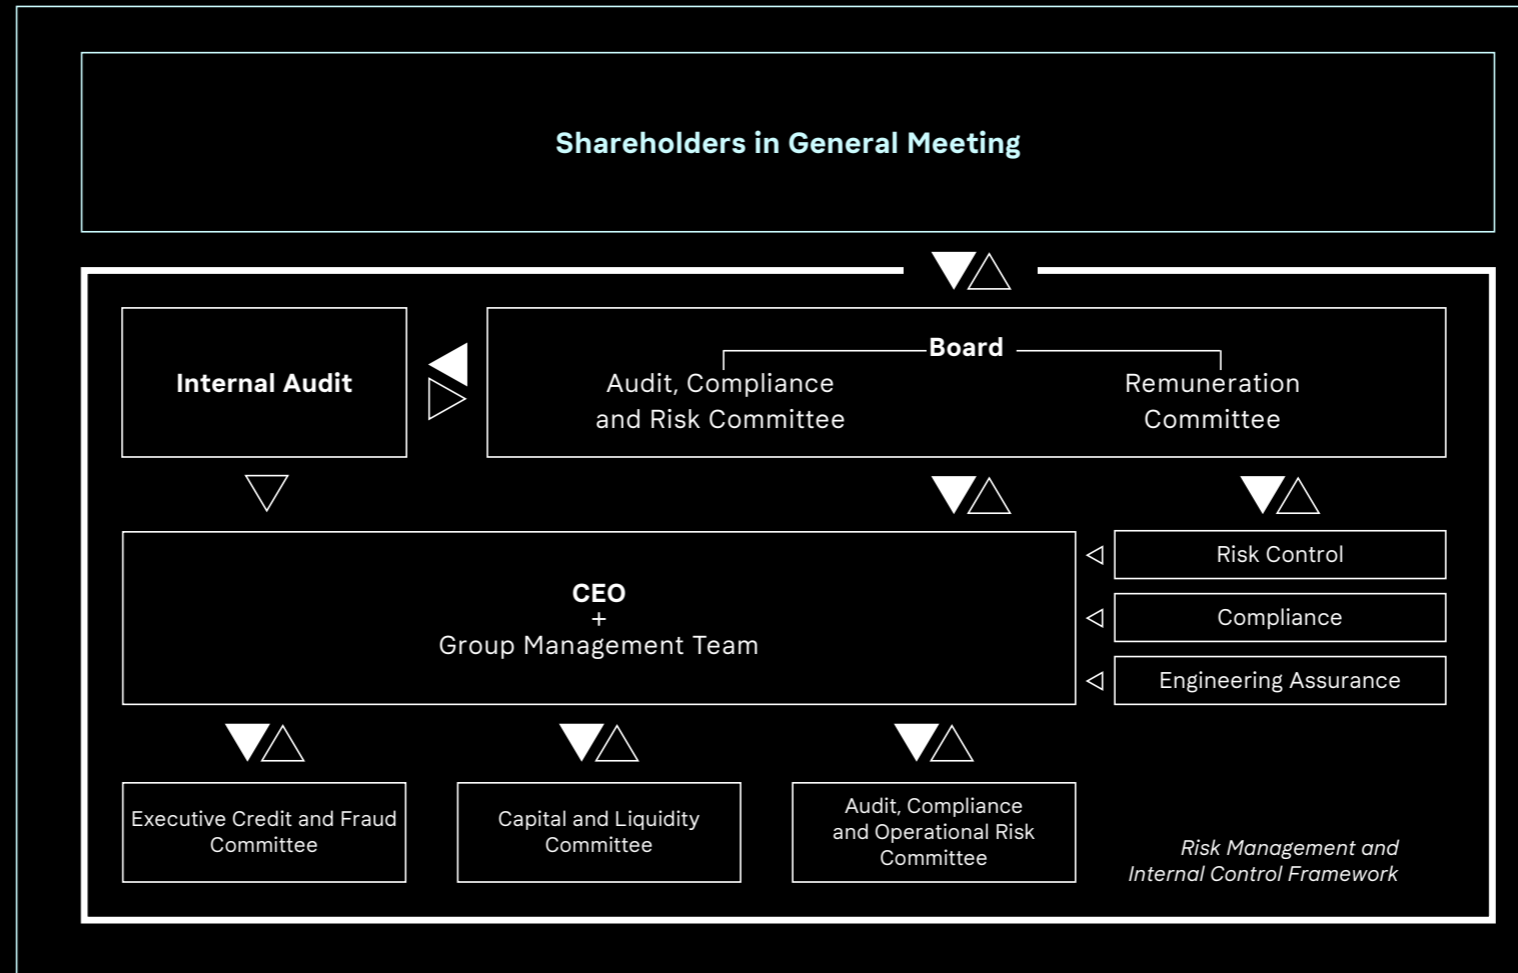 Shareholders in General Meeting
Internal Audit
Board
Audit, Compliance
and Risk Committee
Remuneration
Committee
CEO
+
Group Management Team
Risk Control
Compliance
Engineering Assurance
Executive Credit and Fraud
Committee
Capital and Liquidity
Committee
Audit, Compliance
and Operational Risk
Committee
Risk Management and
Internal Control Framework